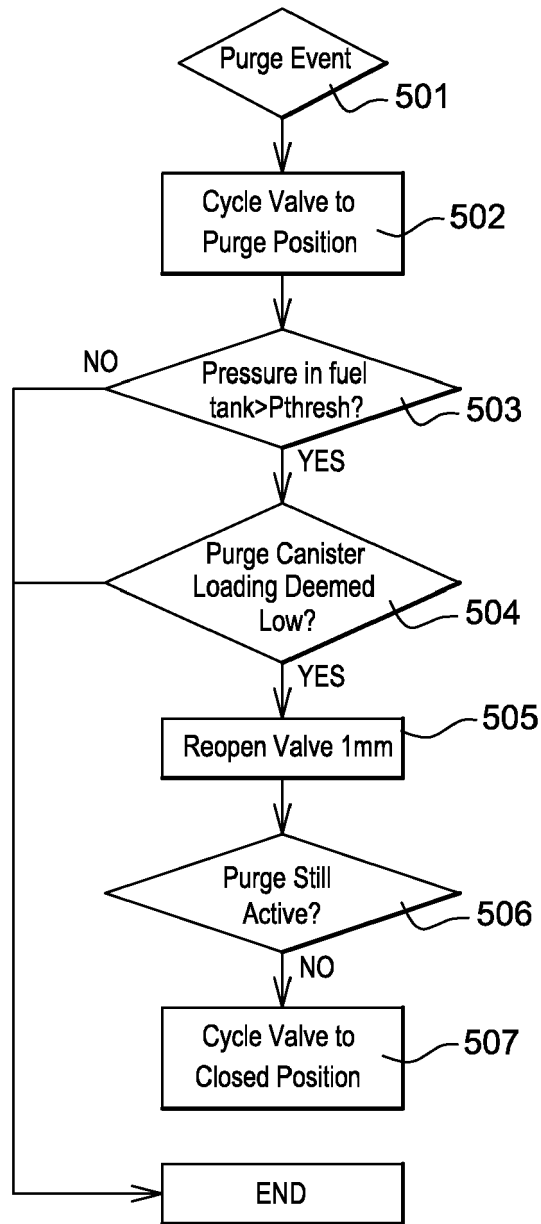 Purge Event
501
Cycle Valve to
Purge Position
502
NO
Pressure in fuel
tank>Pthresh?
503
YES
Purge Canister
Loading Deemed
Low?
504
YES
505
Reopen Valve 1mm
Purge Still
Active?
506
NO
Cycle Valve to
Closed Position
507
END